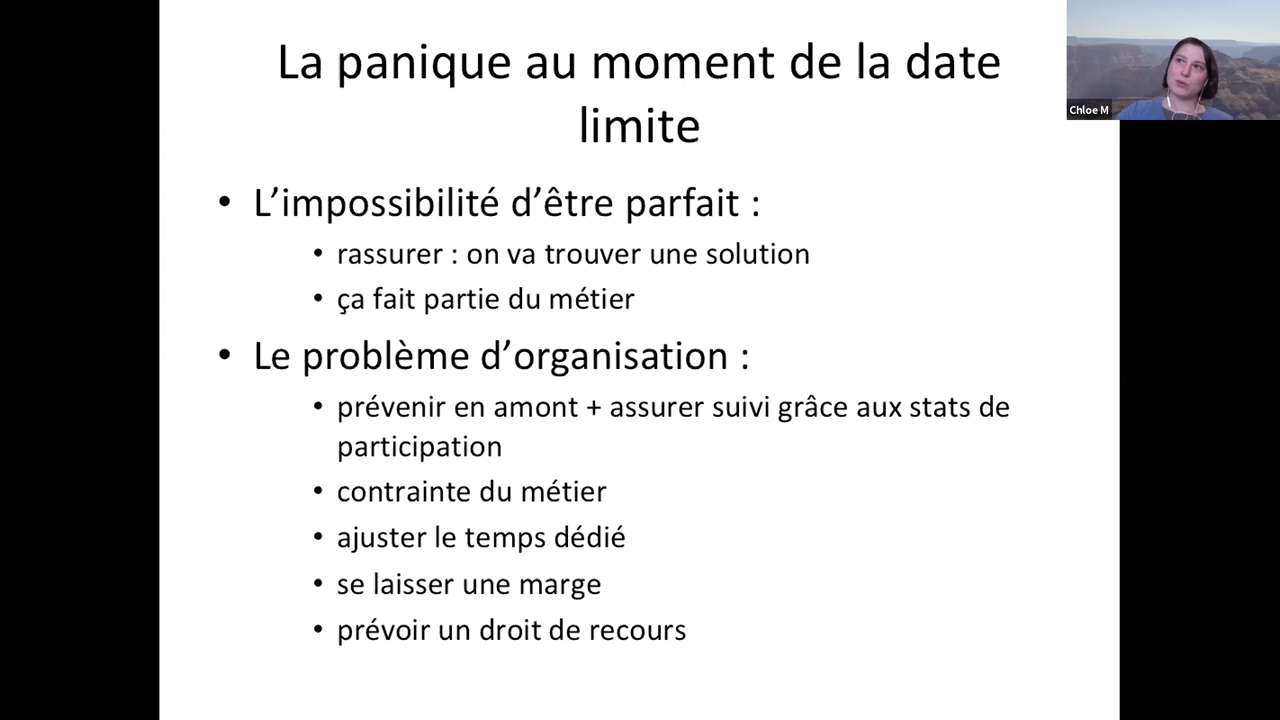 La panique au moment de la date
limite
Chloe M
• L’impossibilité d’être parfait :
• rassurer : on va trouver une solution
• ça fait partie du métier
• Le problème d’organisation :
• prévenir en amont + assurer suivi grâce aux stats de
participation
• contrainte du métier
• ajuster le temps dédié
• se laisser une marge
• prévoir un droit de recours